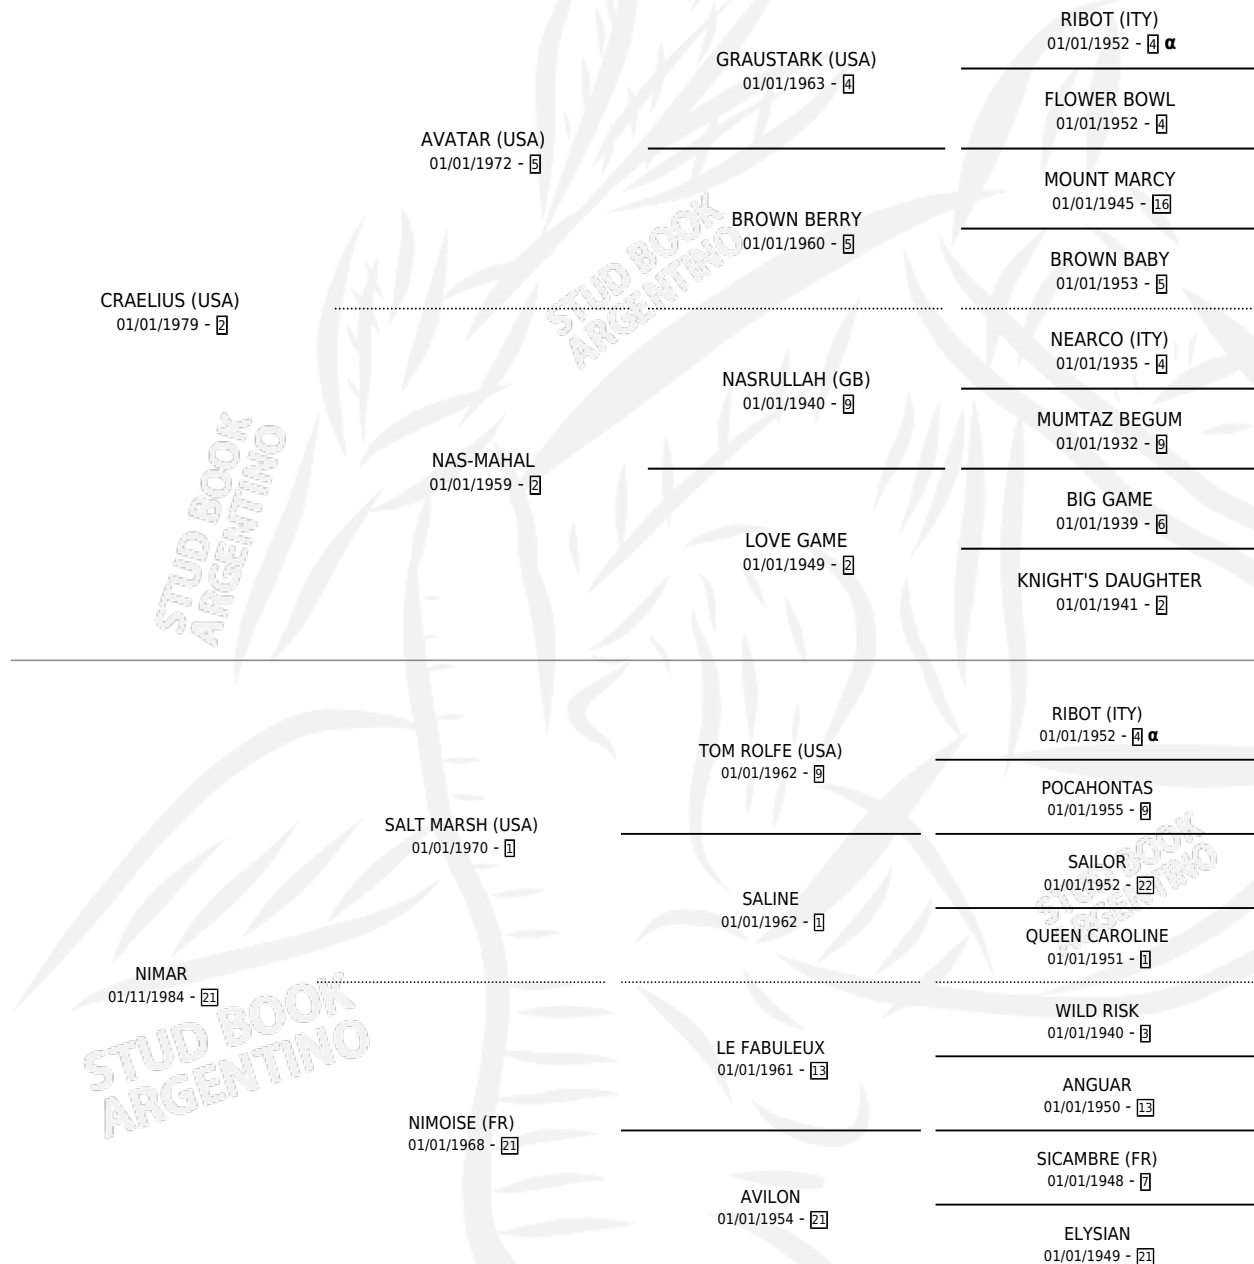 RIBOT (ITY)
01/01/1952 - 4 α
GRAUSTARK (USA)
01/01/1963 - 4
FLOWER BOWL
01/01/1952 - 4
AVATAR (USA)
01/01/1972 - 5
MOUNT MARCY
01/01/1945 - 16
BROWN BERRY
01/01/1960 - 5
BROWN BABY
01/01/1953 - 5
CRAELIUS (USA)
01/01/1979 - 2
STUD BOOK
ARGENTINO
NEARCO (ITY)
01/01/1935 - 4
NASRULLAH (GB)
01/01/1940 - 9
MUMTAZ BEGUM
01/01/1932 - 9
NAS-MAHAL
01/01/1959 - 2
BIG GAME
01/01/1939 - 6
LOVE GAME
01/01/1949 - 2
KNIGHT'S DAUGHTER
01/01/1941 - 2
STUD BOOK
ARGENTINO
RIBOT (ITY)
01/01/1952 - 4 α
TOM ROLFE (USA)
01/01/1962 - 9
POCAHONTAS
01/01/1955 - 9
SALT MARSH (USA)
01/01/1970 - 1
SAILOR
01/01/1952 - 22
STUD BOOK
ARGENTINO
SALINE
01/01/1962 - 1
QUEEN CAROLINE
01/01/1951 - 1
NIMAR
01/11/1984 - 21
STUD BOOK
ARGENTINO
WILD RISK
01/01/1940 - 3
LE FABULEUX
01/01/1961 - 13
ANGUAR
01/01/1950 - 13
NIMOISE (FR)
01/01/1968 - 21
SICAMBRE (FR)
01/01/1948 - 7
AVILON
01/01/1954 - 21
ELYSIAN
01/01/1949 - 21